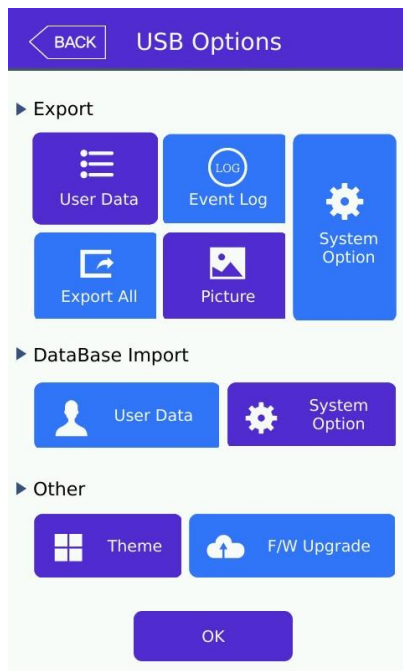 BACK USB Options
Export
User Data
LOG
Event Log
System
Option
Export All
Picture
DataBase Import
User Data
System
Option
Other
Theme
F/W Upgrade
OK